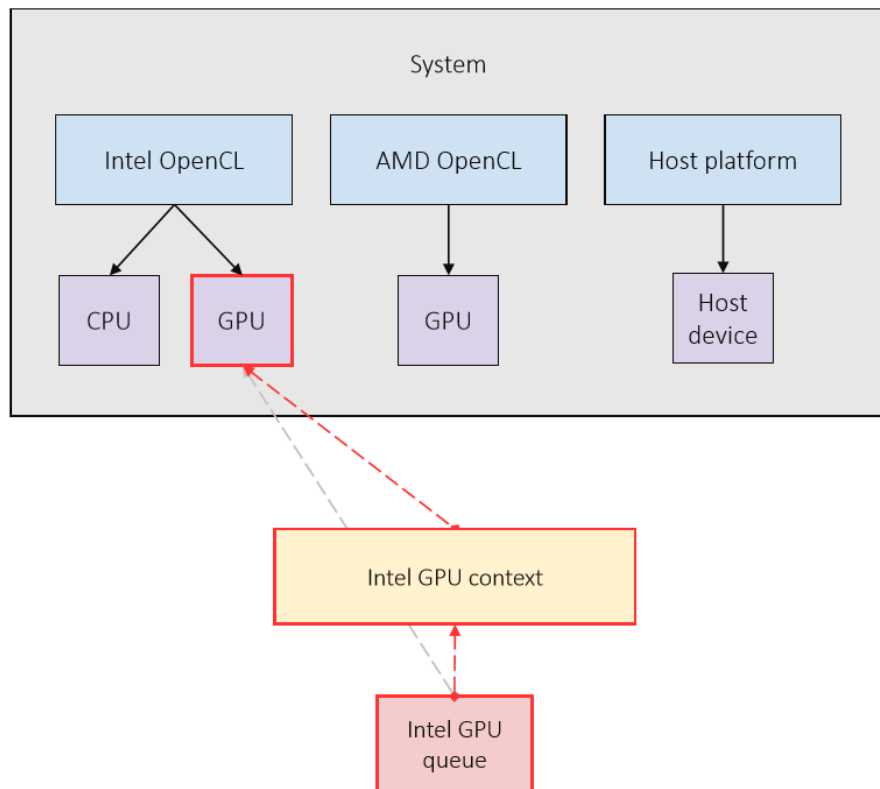 System
Intel OpenCL
AMD OpenCL
Host platform
CPU
GPU
GPU
Host
device
Intel GPU context
Intel GPU
queue